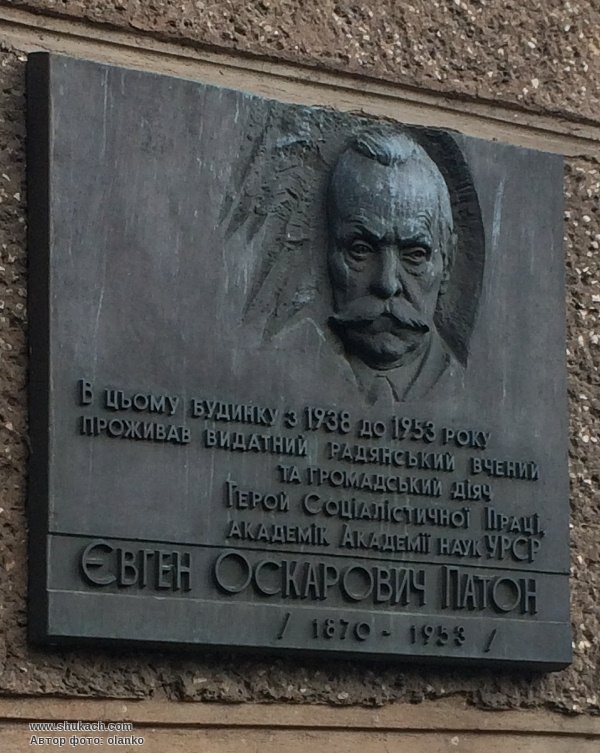 В цьому будинку з 1938 до 1953 року
проживав видатний радянський вчений
та громадський діяч
Герой Соціалістичної Праці,
академік Академії наук УРСР
Євген Оскарович Патон
/ 1870 - 1953 /
www.shukach.com
Автор фото: olanko